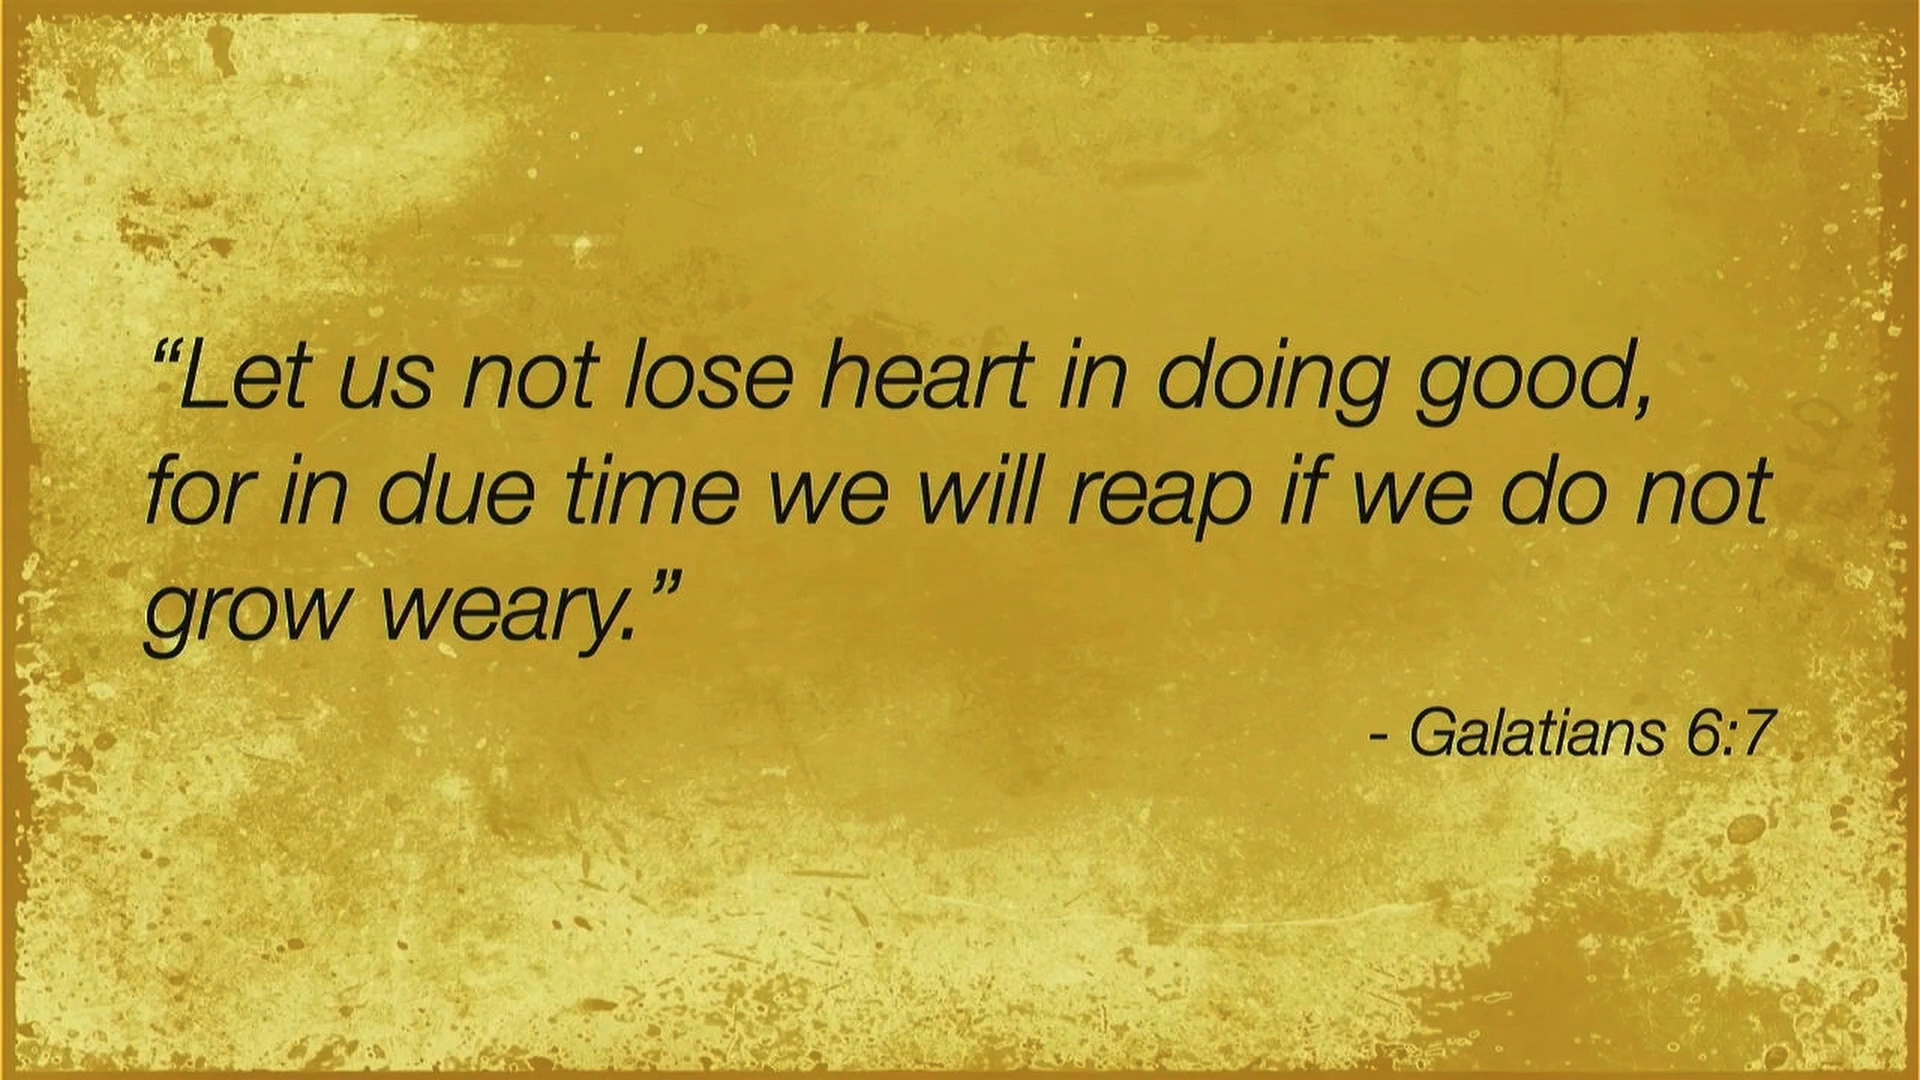 “Let us not lose heart in doing good,
for in due time we will reap if we do not
grow weary.”
- Galatians 6:7